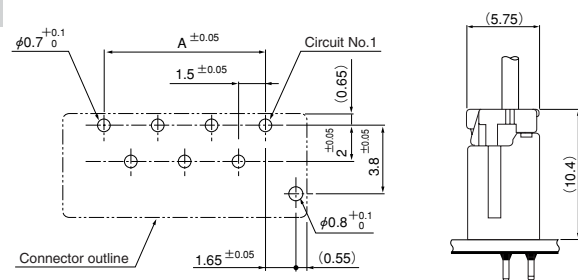 φ0.7 +0.1 0
A ±0.05
Circuit No.1
1.5 ±0.05
(0.65)
2 ±0.05
3.8 ±0.05
φ0.8 +0.1 0
Connector outline
1.65 ±0.05
(0.55)
(5.75)
(10.4)